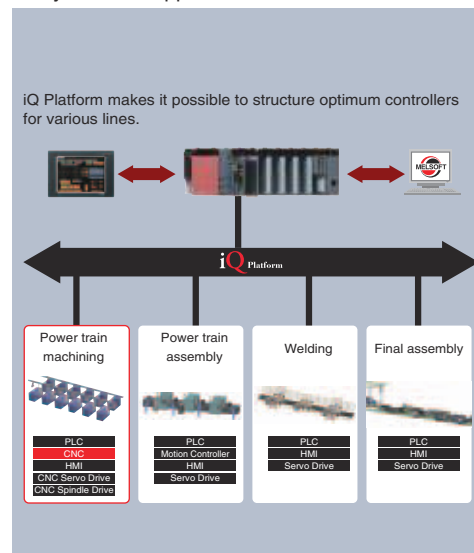 iQ Platform makes it possible to structure optimum controllers
for various lines.
MELSOFT
iQ Platform
Power train
machining
PLC
CNC
HMI
CNC Servo Drive
CNC Spindle Drive
Power train
assembly
PLC
Motion Controller
HMI
Servo Drive
Welding
PLC
HMI
Servo Drive
Final assembly
PLC
HMI
Servo Drive